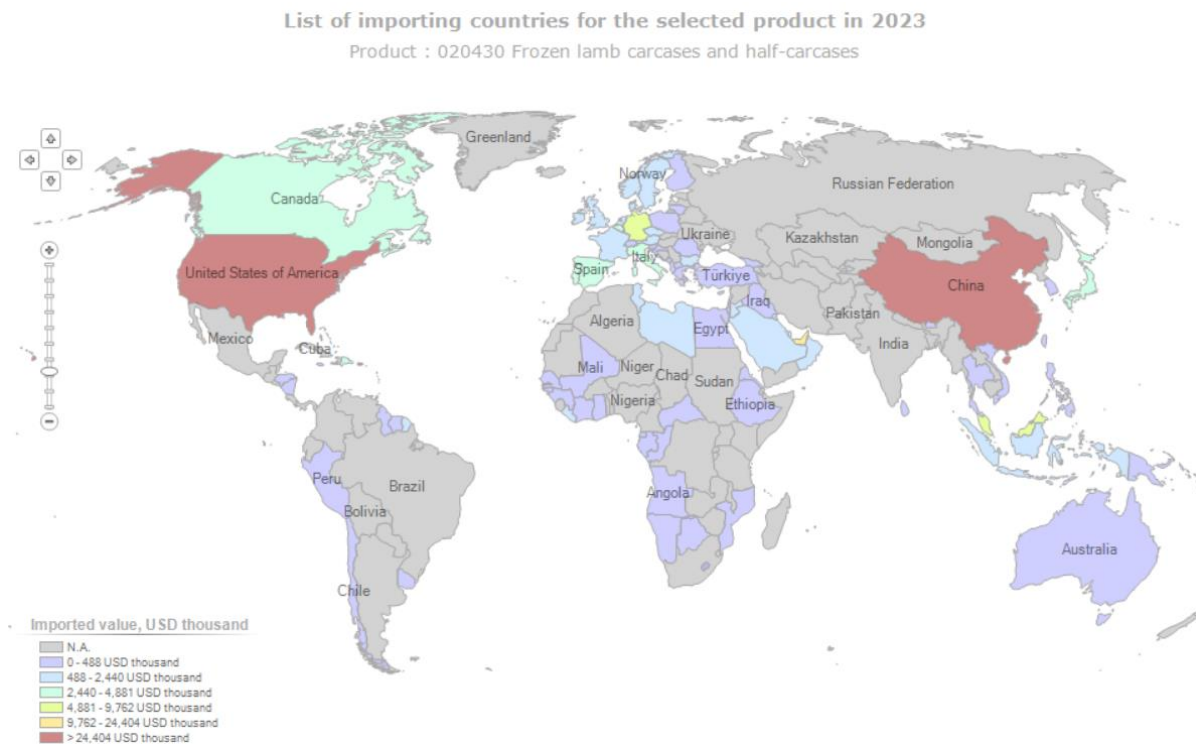 List of importing countries for the selected product in 2023
Product : 020430 Frozen lamb carcases and half-carcases
Greenland
Norway
Russian Federation
Canada
Ukraine
Kazakhstan
Mongolia
Italy
Spain
United States of America
Türkiye
China
Iraq
Pakistan
Algeria
Egypt
Mexico
India
Cuba
Mali
Niger
Chad
Sudan
Nigeria
Ethiopia
Peru
Brazil
Angola
Bolivia
Australia
Chile
Imported value, USD thousand
N.A.
0 - 488 USD thousand
488 - 2,440 USD thousand
2,440 - 4,881 USD thousand
4,881 - 9,762 USD thousand
9,762 - 24,404 USD thousand
> 24,404 USD thousand